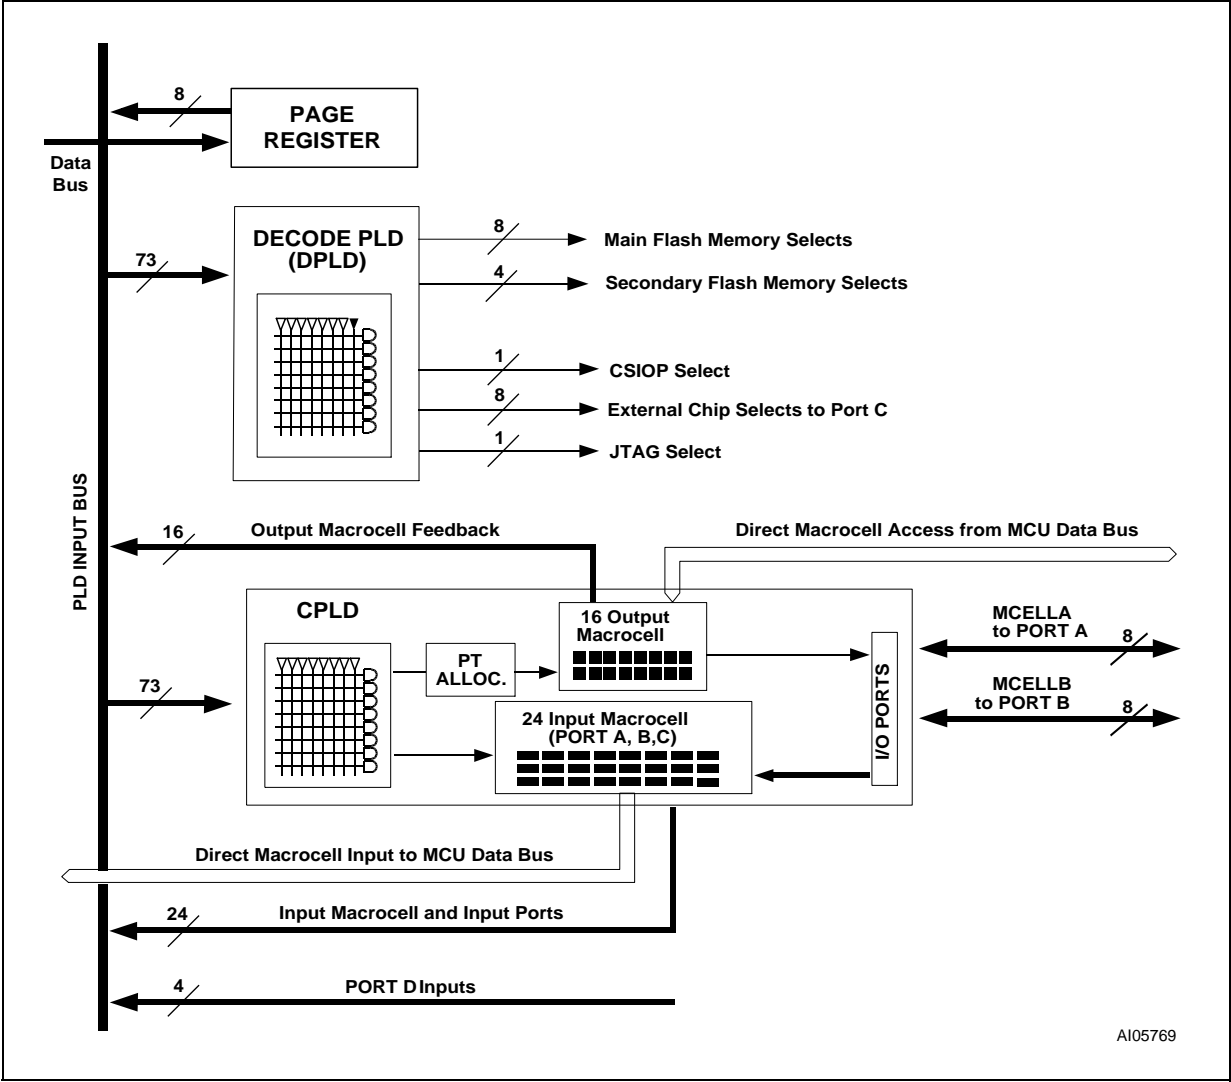 8
PAGE
REGISTER
Data
Bus
DECODE PLD
(DPLD)
73
8
Main Flash Memory Selects
4
Secondary Flash Memory Selects
1
CSIOP Select
8
External Chip Selects to Port C
1
JTAG Select
PLD INPUT BUS
16
Output Macrocell Feedback
Direct Macrocell Access from MCU Data Bus
CPLD
73
PT
ALLOC.
16 Output
Macrocell
24 Input Macrocell
(PORT A, B,C)
I/O PORTS
MCELLA
to PORT A
8
MCELLB
to PORT B
8
Direct Macrocell Input to MCU Data Bus
24
Input Macrocell and Input Ports
4
PORT D Inputs
AI05769